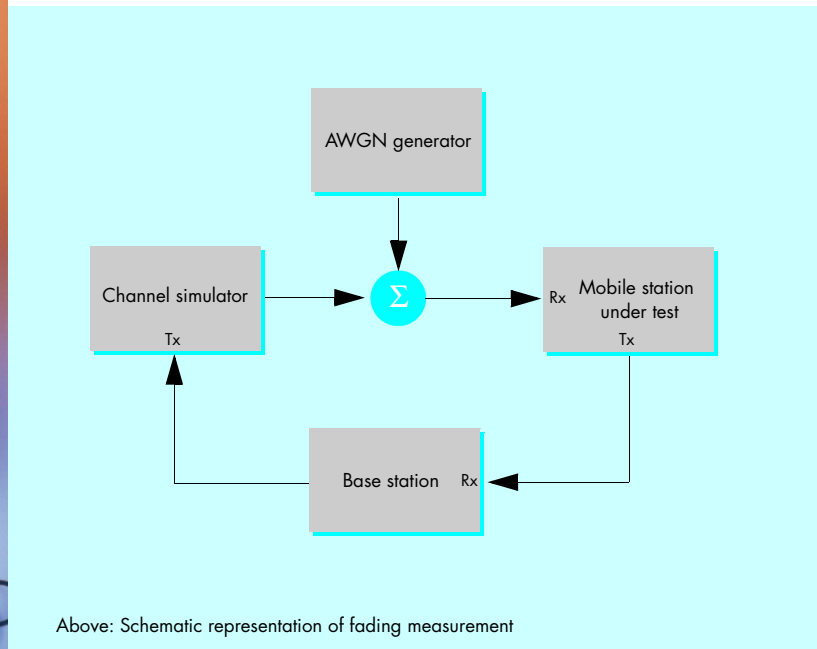 AWGN generator
Channel simulator
Tx
Σ
Rx
Mobile station
under test
Tx
Base station
Rx
Above: Schematic representation of fading measurement